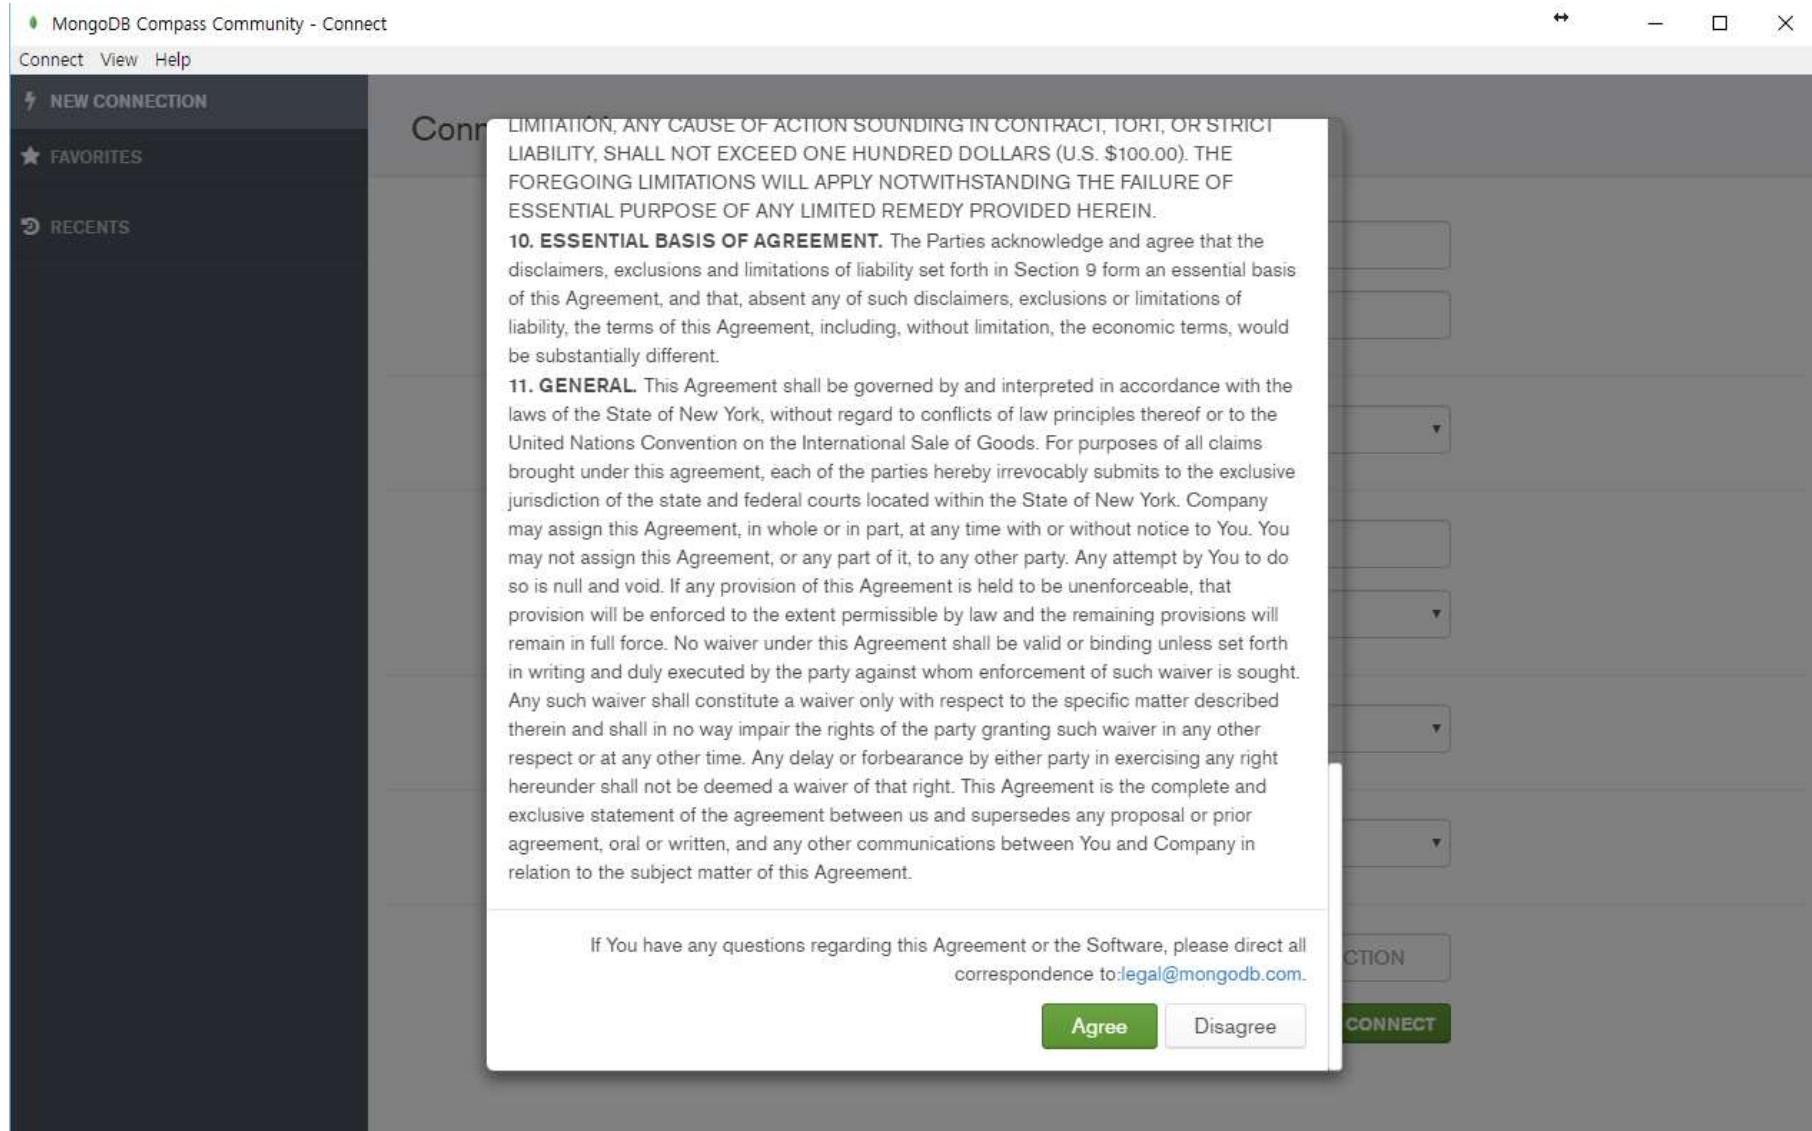 MongoDB Compass Community - Connect
Connect View Help
NEW CONNECTION
FAVORITES
RECENTS
Conn
LIMITATION, ANY CAUSE OF ACTION SOUNDING IN CONTRACT, TORT, OR STRICT
LIABILITY, SHALL NOT EXCEED ONE HUNDRED DOLLARS (U.S. $100.00). THE
FOREGOING LIMITATIONS WILL APPLY NOTWITHSTANDING THE FAILURE OF
ESSENTIAL PURPOSE OF ANY LIMITED REMEDY PROVIDED HEREIN.
10. ESSENTIAL BASIS OF AGREEMENT. The Parties acknowledge and agree that the
disclaimers, exclusions and limitations of liability set forth in Section 9 form an essential basis
of this Agreement, and that, absent any of such disclaimers, exclusions or limitations of
liability, the terms of this Agreement, including, without limitation, the economic terms, would
be substantially different.
11. GENERAL. This Agreement shall be governed by and interpreted in accordance with the
laws of the State of New York, without regard to conflicts of law principles thereof or to the
United Nations Convention on the International Sale of Goods. For purposes of all claims
brought under this agreement, each of the parties hereby irrevocably submits to the exclusive
jurisdiction of the state and federal courts located within the State of New York. Company
may assign this Agreement, in whole or in part, at any time with or without notice to You. You
may not assign this Agreement, or any part of it, to any other party. Any attempt by You to do
so is null and void. If any provision of this Agreement is held to be unenforceable, that
provision will be enforced to the extent permissible by law and the remaining provisions will
remain in full force. No waiver under this Agreement shall be valid or binding unless set forth
in writing and duly executed by the party against whom enforcement of such waiver is sought.
Any such waiver shall constitute a waiver only with respect to the specific matter described
therein and shall in no way impair the rights of the party granting such waiver in any other
respect or at any other time. Any delay or forbearance by either party in exercising any right
hereunder shall not be deemed a waiver of that right. This Agreement is the complete and
exclusive statement of the agreement between us and supersedes any proposal or prior
agreement, oral or written, and any other communications between You and Company in
relation to the subject matter of this Agreement.
If You have any questions regarding this Agreement or the Software, please direct all
correspondence to:legal@mongodb.com.
CTION
Agree Disagree
CONNECT